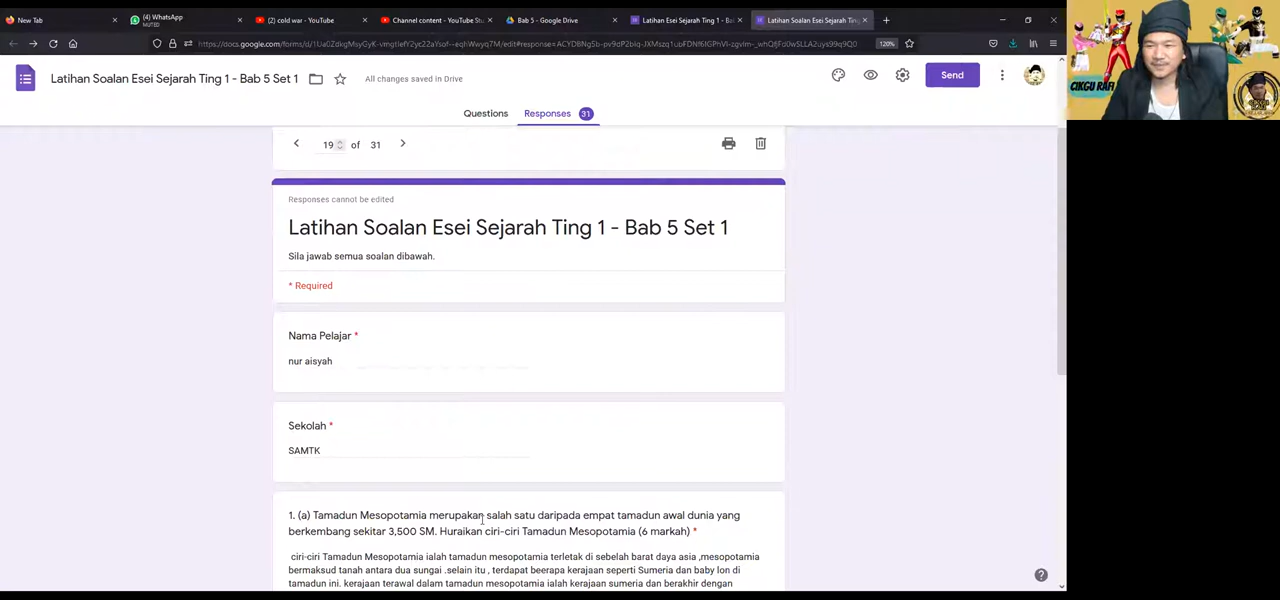 New Tab
(4) WhatsApp
MUTED
(2) cold war - YouTube
Channel content - YouTube Stu
Bab 5 - Google Drive
Latihan Esei Sejarah Ting 1 - Bab
Latihan Soalan Esei Sejarah Ting
120%
CIKGU RAFI
Latihan Soalan Esei Sejarah Ting 1 - Bab 5 Set 1
All changes saved in Drive
Send
Questions
Responses 31
19 of 31
Responses cannot be edited
Latihan Soalan Esei Sejarah Ting 1 - Bab 5 Set 1
Sila jawab semua soalan dibawah.
* Required
Nama Pelajar *
nur aisyah
Sekolah *
SAMTK
1. (a) Tamadun Mesopotamia merupakan salah satu daripada empat tamadun awal dunia yang
berkembang sekitar 3,500 SM. Huraikan ciri-ciri Tamadun Mesopotamia (6 markah) *
ciri-ciri Tamadun Mesopotamia ialah tamadun mesopotamia terletak di sebelah barat daya asia ,mesopotamia
bermaksud tanah antara dua sungai .selain itu , terdapat beerapa kerajaan seperti Sumeria dan baby lon di
tamadun ini. kerajaan terawal dalam tamadun mesopotamia ialah kerajaan sumeria dan berakhir dengan